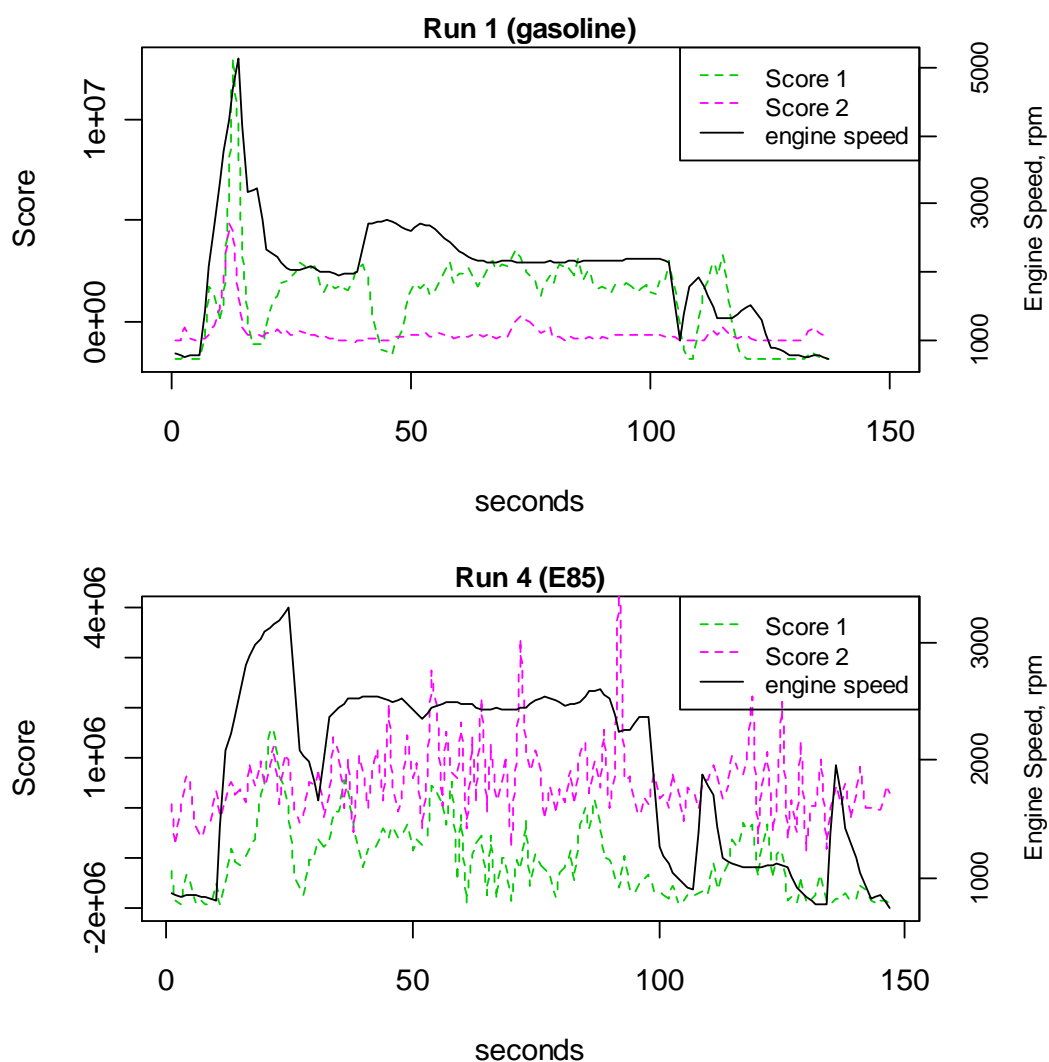 Run 1 (gasoline)
Score 1
Score 2
engine speed
Score
0e+00
1e+07
1000
3000
5000
Engine Speed, rpm
0
50
100
150
seconds
Run 4 (E85)
Score 1
Score 2
engine speed
Score
-2e+06
1e+06
4e+06
1000
2000
3000
Engine Speed, rpm
0
50
100
150
seconds